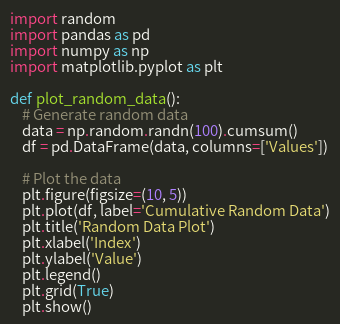 import random
import pandas as pd
import numpy as np
import matplotlib.pyplot as plt

def plot_random_data():
    # Generate random data
    data = np.random.randn(100).cumsum()
    df = pd.DataFrame(data, columns=['Values'])

    # Plot the data
    plt.figure(figsize=(10, 5))
    plt.plot(df, label='Cumulative Random Data')
    plt.title('Random Data Plot')
    plt.xlabel('Index')
    plt.ylabel('Value')
    plt.legend()
    plt.grid(True)
    plt.show()